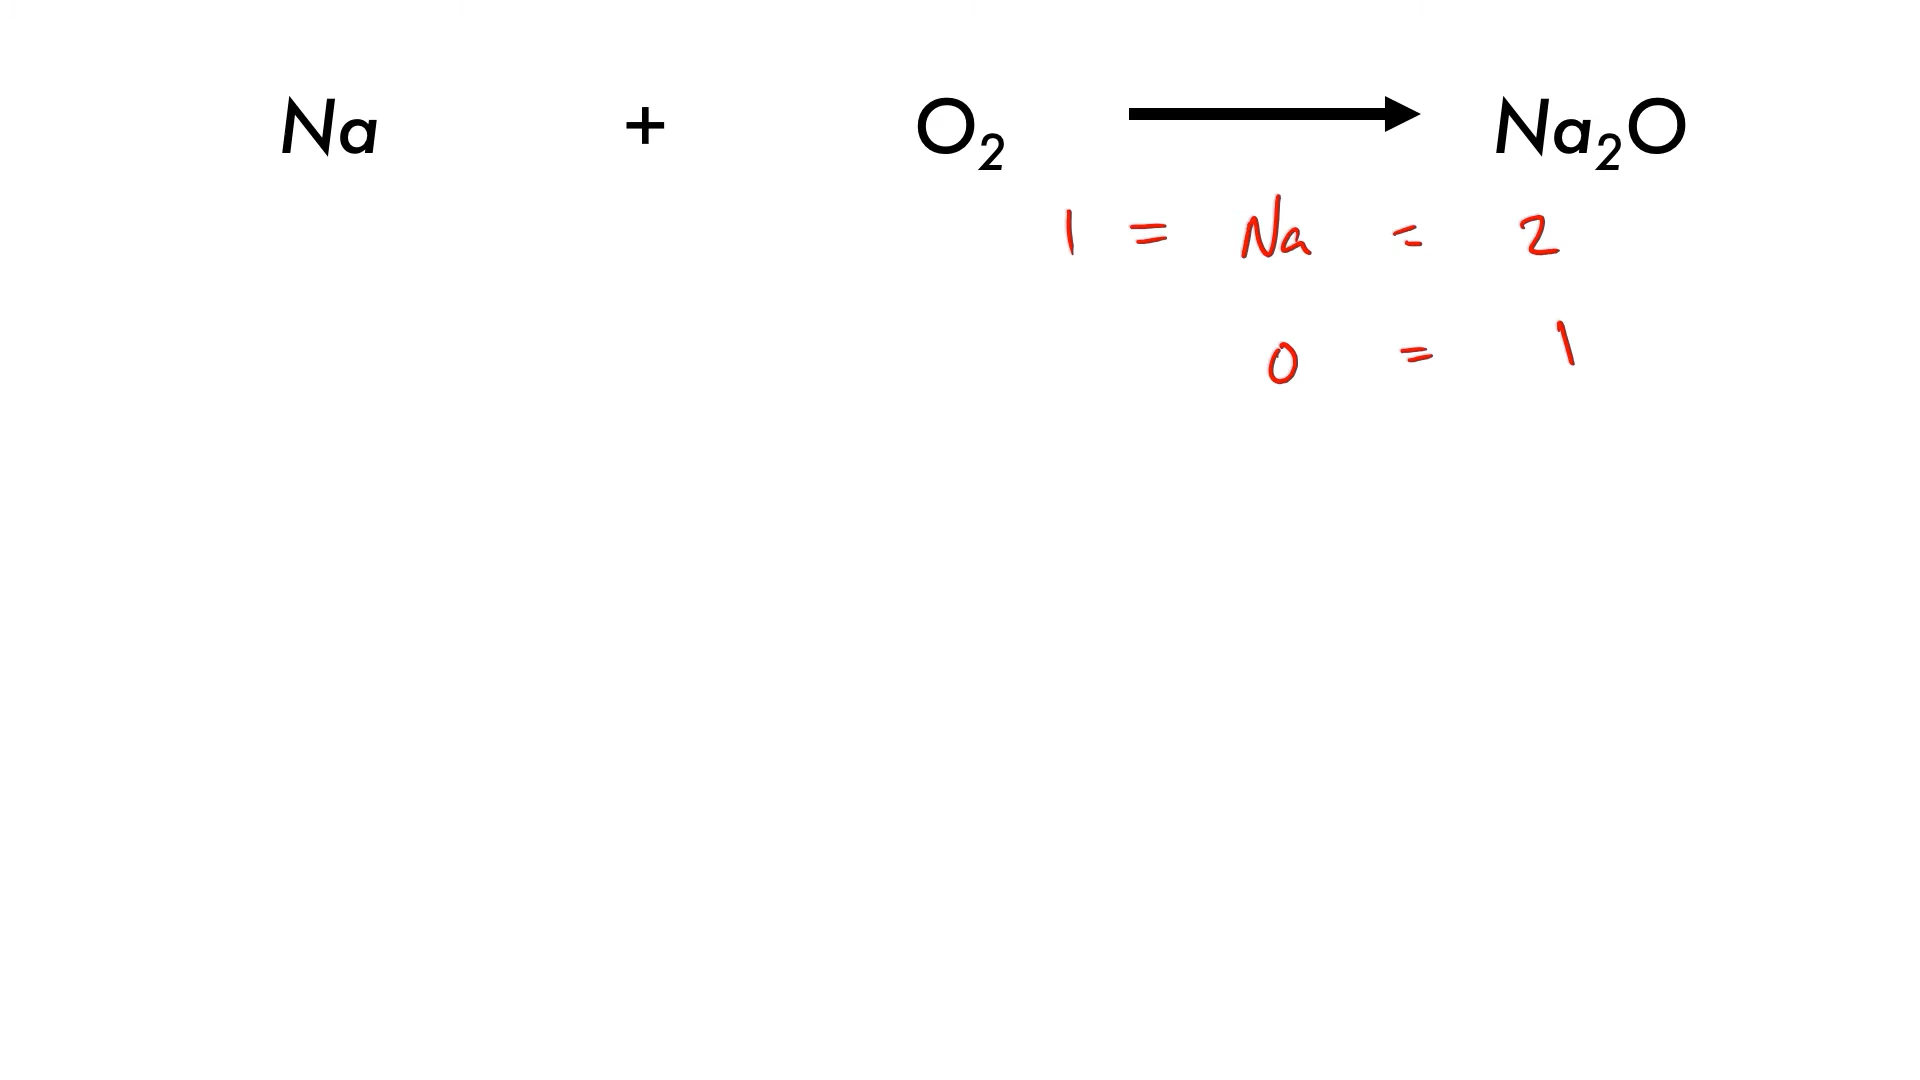 Na + O₂ → Na₂O
1 = Na = 2
O = 1